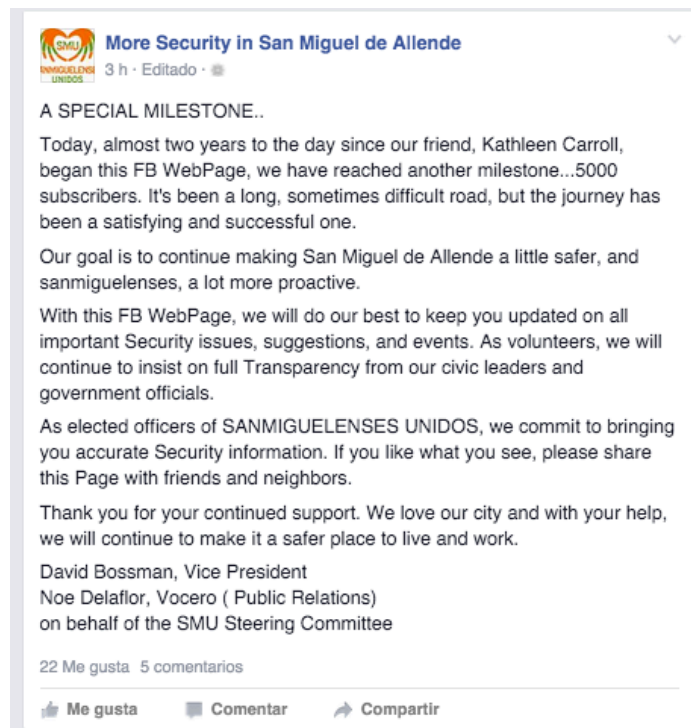 SMU
SANMIGUELENSES
UNIDOS
More Security in San Miguel de Allende
3 h · Editado ·
A SPECIAL MILESTONE..
Today, almost two years to the day since our friend, Kathleen Carroll,
began this FB WebPage, we have reached another milestone...5000
subscribers. It's been a long, sometimes difficult road, but the journey has
been a satisfying and successful one.
Our goal is to continue making San Miguel de Allende a little safer, and
sanmiguelenses, a lot more proactive.
With this FB WebPage, we will do our best to keep you updated on all
important Security issues, suggestions, and events. As volunteers, we will
continue to insist on full Transparency from our civic leaders and
government officials.
As elected officers of SANMIGUELENSES UNIDOS, we commit to bringing
you accurate Security information. If you like what you see, please share
this Page with friends and neighbors.
Thank you for your continued support. We love our city and with your help,
we will continue to make it a safer place to live and work.
David Bossman, Vice President
Noe Delaflor, Vocero ( Public Relations)
on behalf of the SMU Steering Committee
22 Me gusta 5 comentarios
Me gusta Comentar Compartir